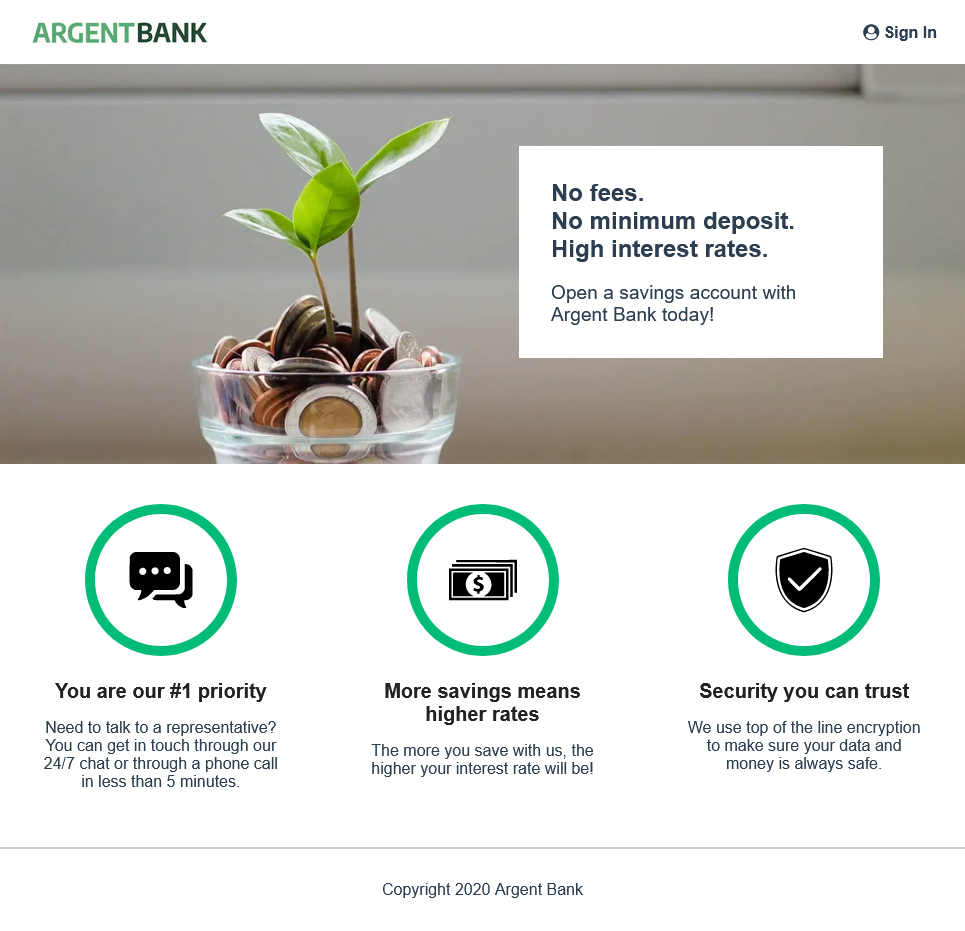 ARGENTBANK
Sign In
No fees.
No minimum deposit.
High interest rates.
Open a savings account with
Argent Bank today!
You are our #1 priority
Need to talk to a representative?
You can get in touch through our
24/7 chat or through a phone call
in less than 5 minutes.
$
More savings means
higher rates
The more you save with us, the
higher your interest rate will be!
Security you can trust
We use top of the line encryption
to make sure your data and
money is always safe.
Copyright 2020 Argent Bank